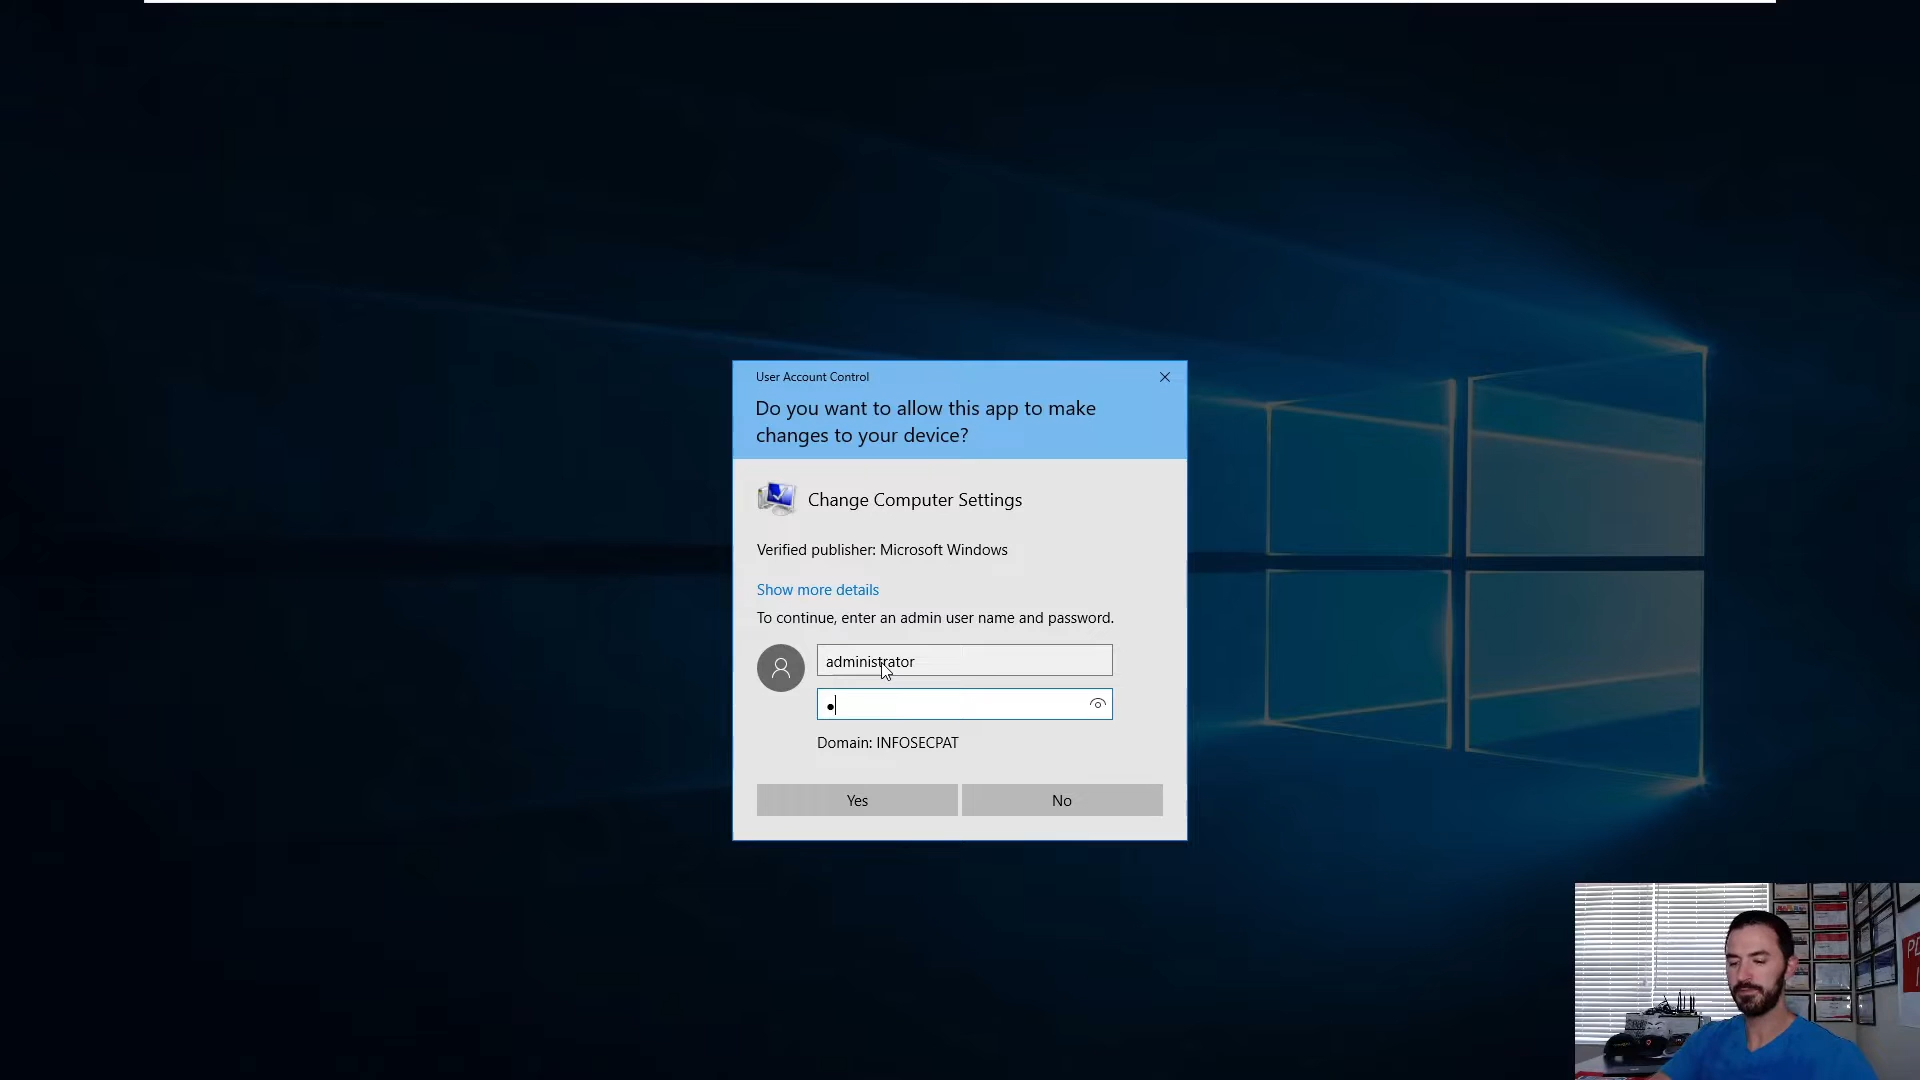 User Account Control
Do you want to allow this app to make
changes to your device?
Change Computer Settings
Verified publisher: Microsoft Windows
Show more details
To continue, enter an admin user name and password.
administrator
Domain: INFOSECPAT
Yes
No